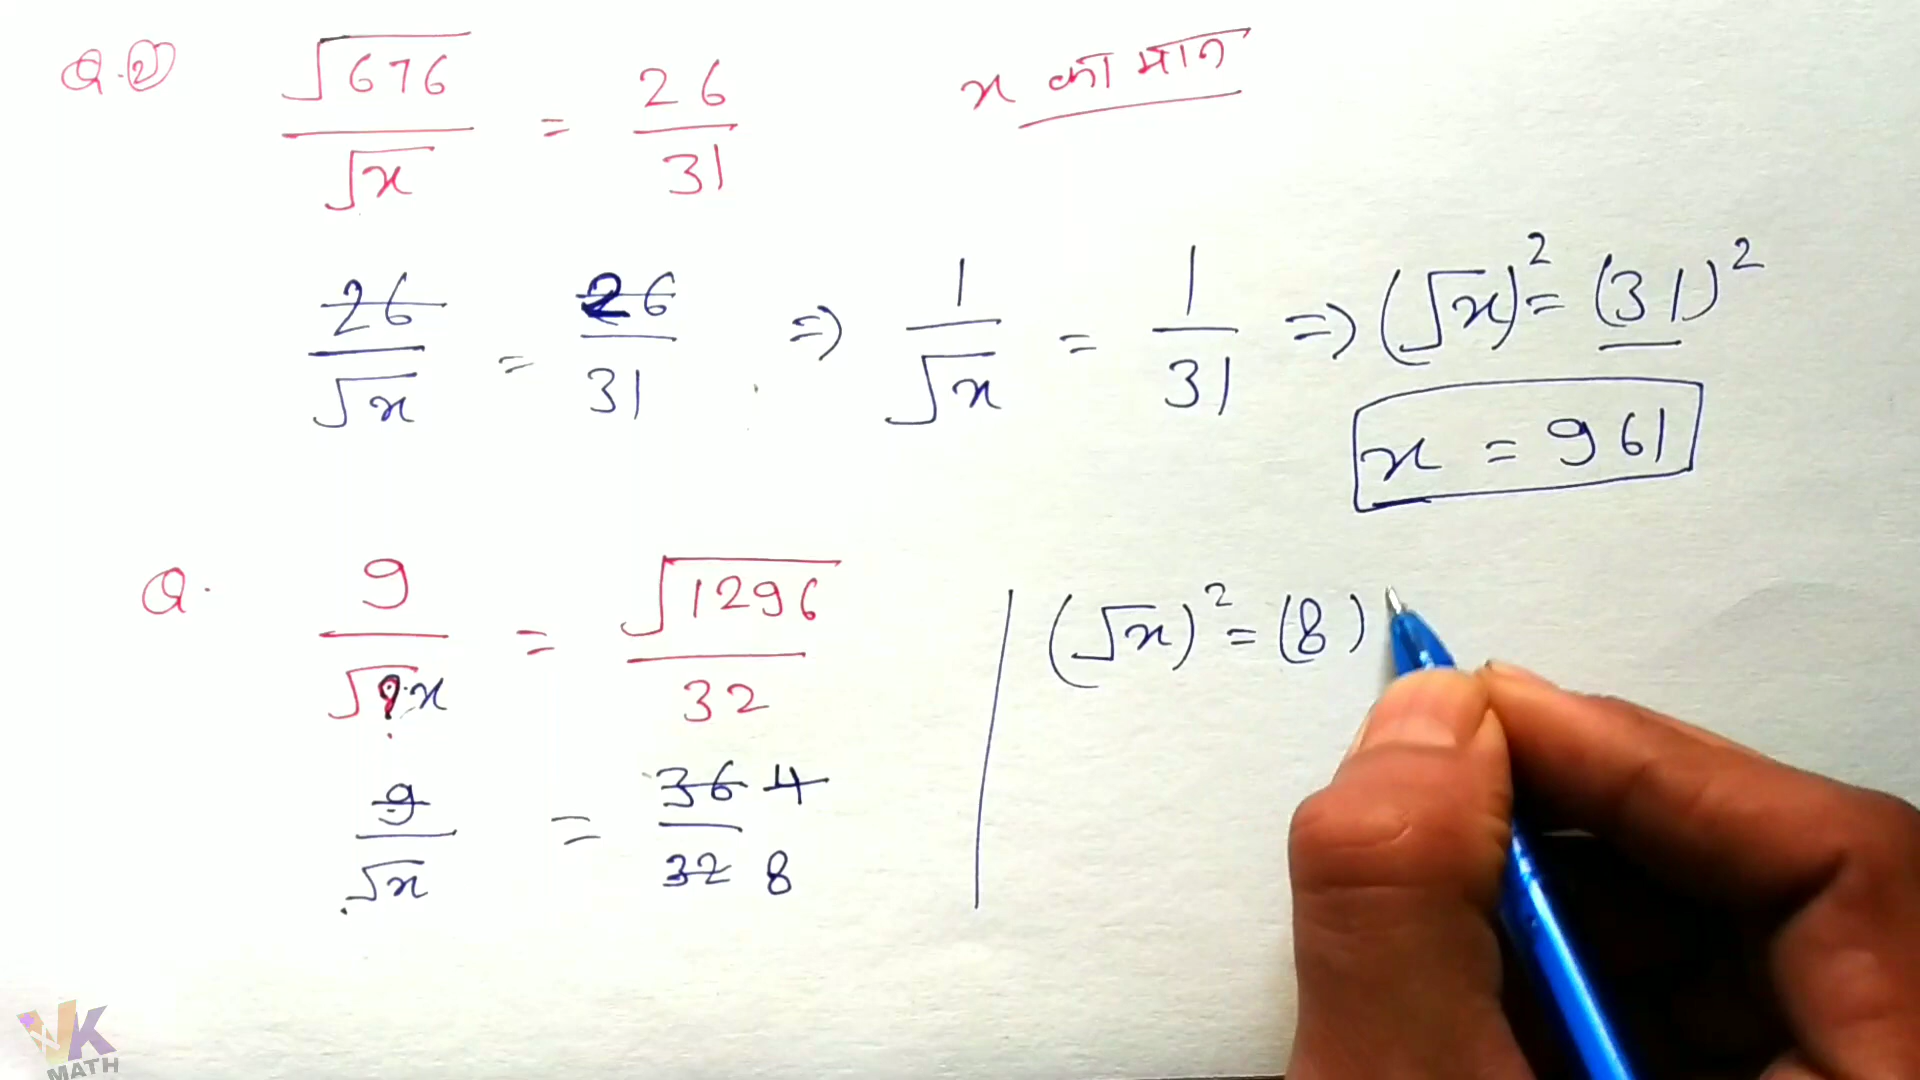 Q.② √676 / √x = 26 / 31 x का मान
26 / √x = 26 / 31 => 1 / √x = 1 / 31 => (√x)² = (31)²
x = 961
Q. 9 / √x = √1296 / 32
9 / √x = 36 4 / 32 8
(√x)² = (8)
VK
MATH